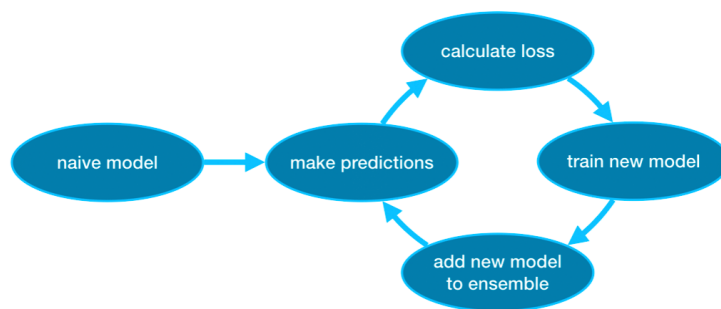 calculate loss
naive model
make predictions
train new model
add new model
to ensemble